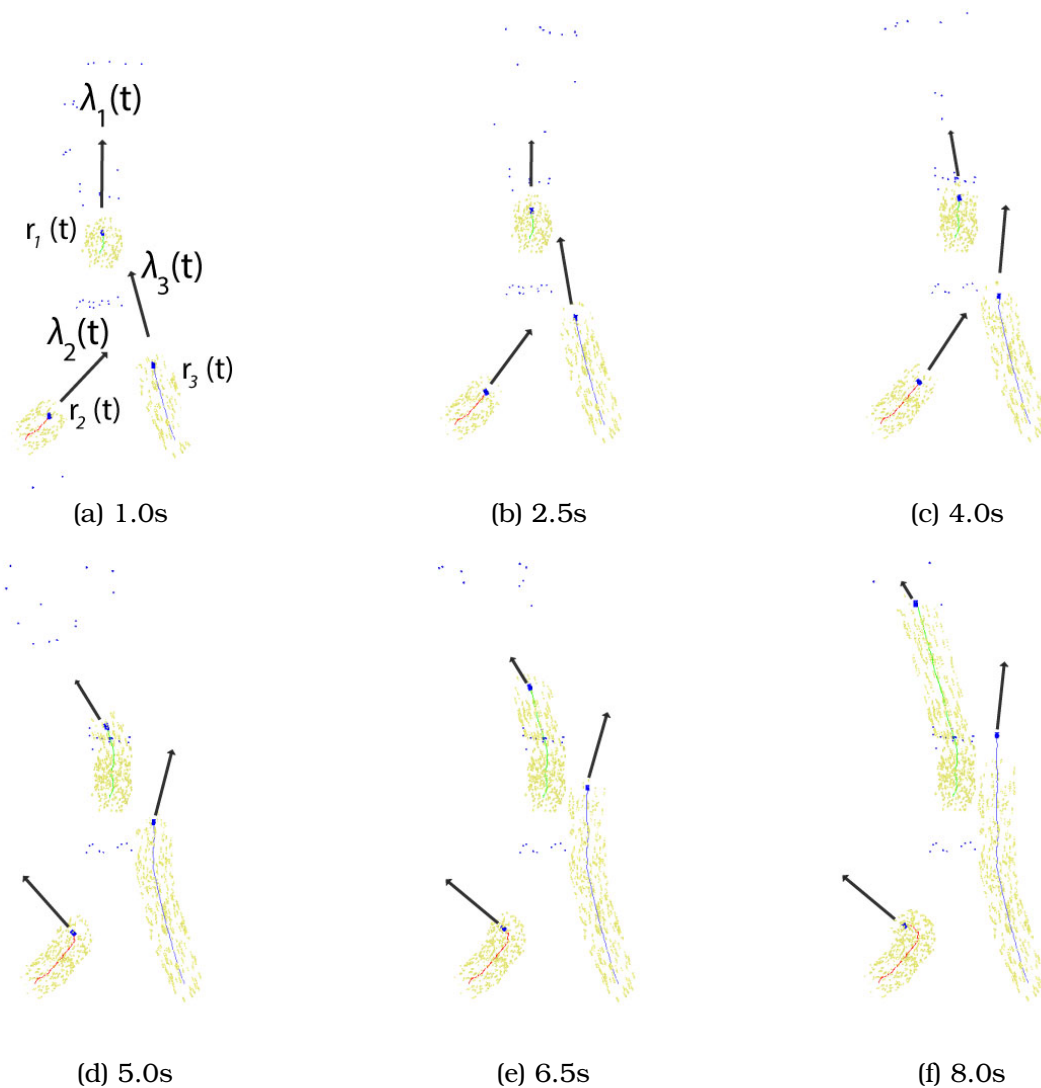 λ₁(t)
r₁ (t)
λ₃(t)
λ₂(t)
r₃ (t)
r₂ (t)
(a) 1.0s
(b) 2.5s
(c) 4.0s
(d) 5.0s
(e) 6.5s
(f) 8.0s